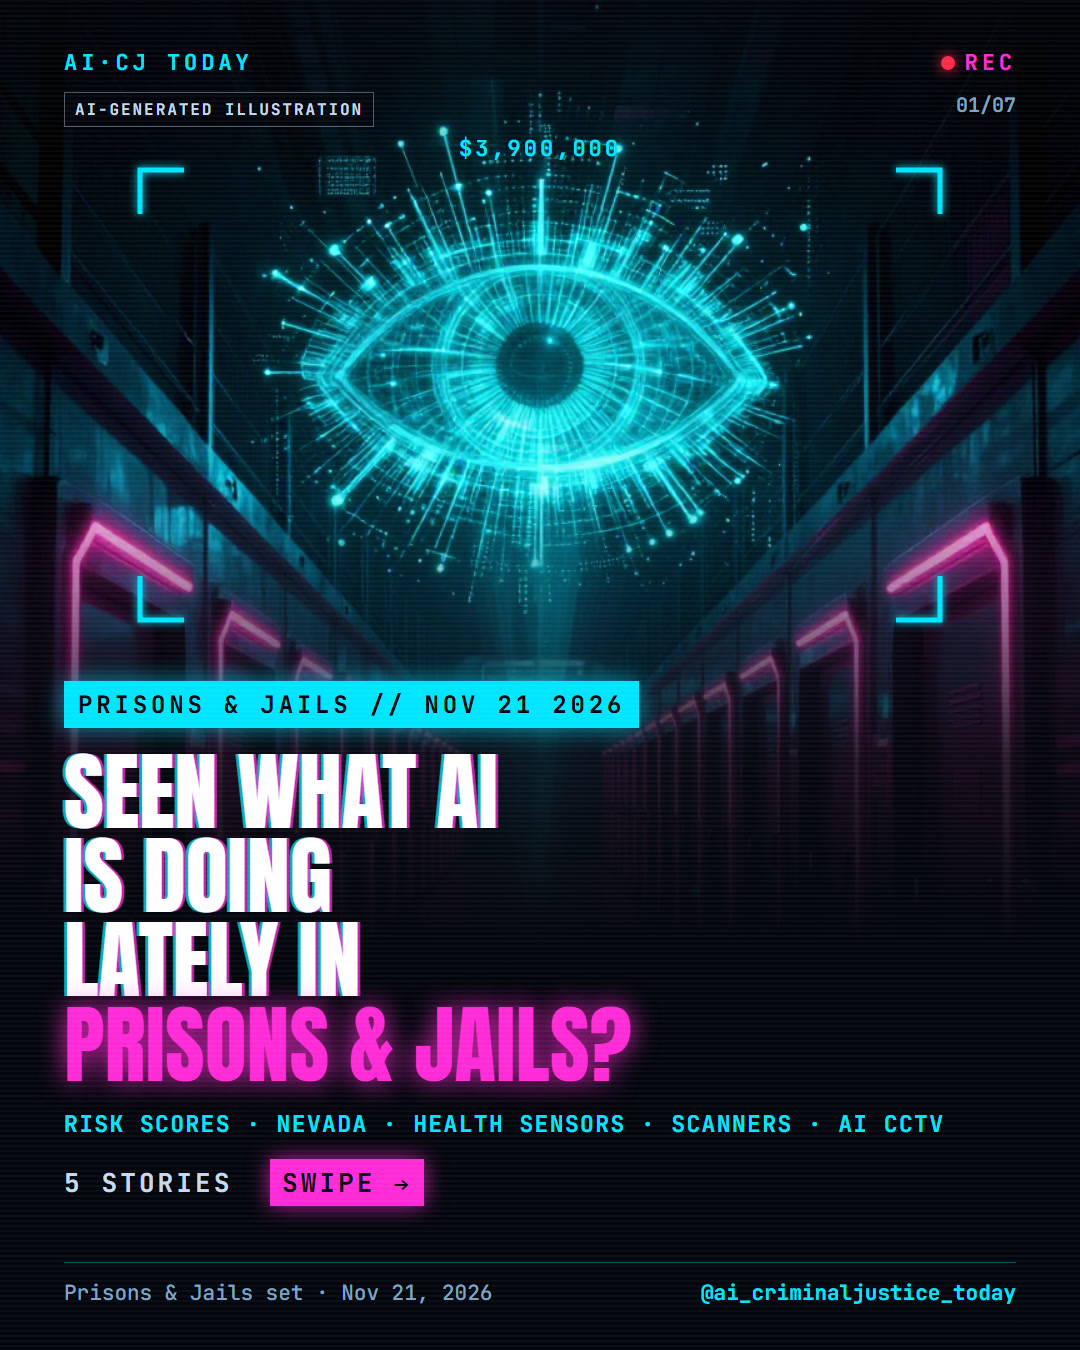 AI·CJ TODAY
REC
AI-GENERATED ILLUSTRATION
01/07
$3,900,000
PRISONS & JAILS // NOV 21 2026
SEEN WHAT AI
IS DOING
LATELY IN
PRISONS & JAILS?
RISK SCORES · NEVADA · HEALTH SENSORS · SCANNERS · AI CCTV
5 STORIES
SWIPE →
Prisons & Jails set · Nov 21, 2026
@ai_criminaljustice_today